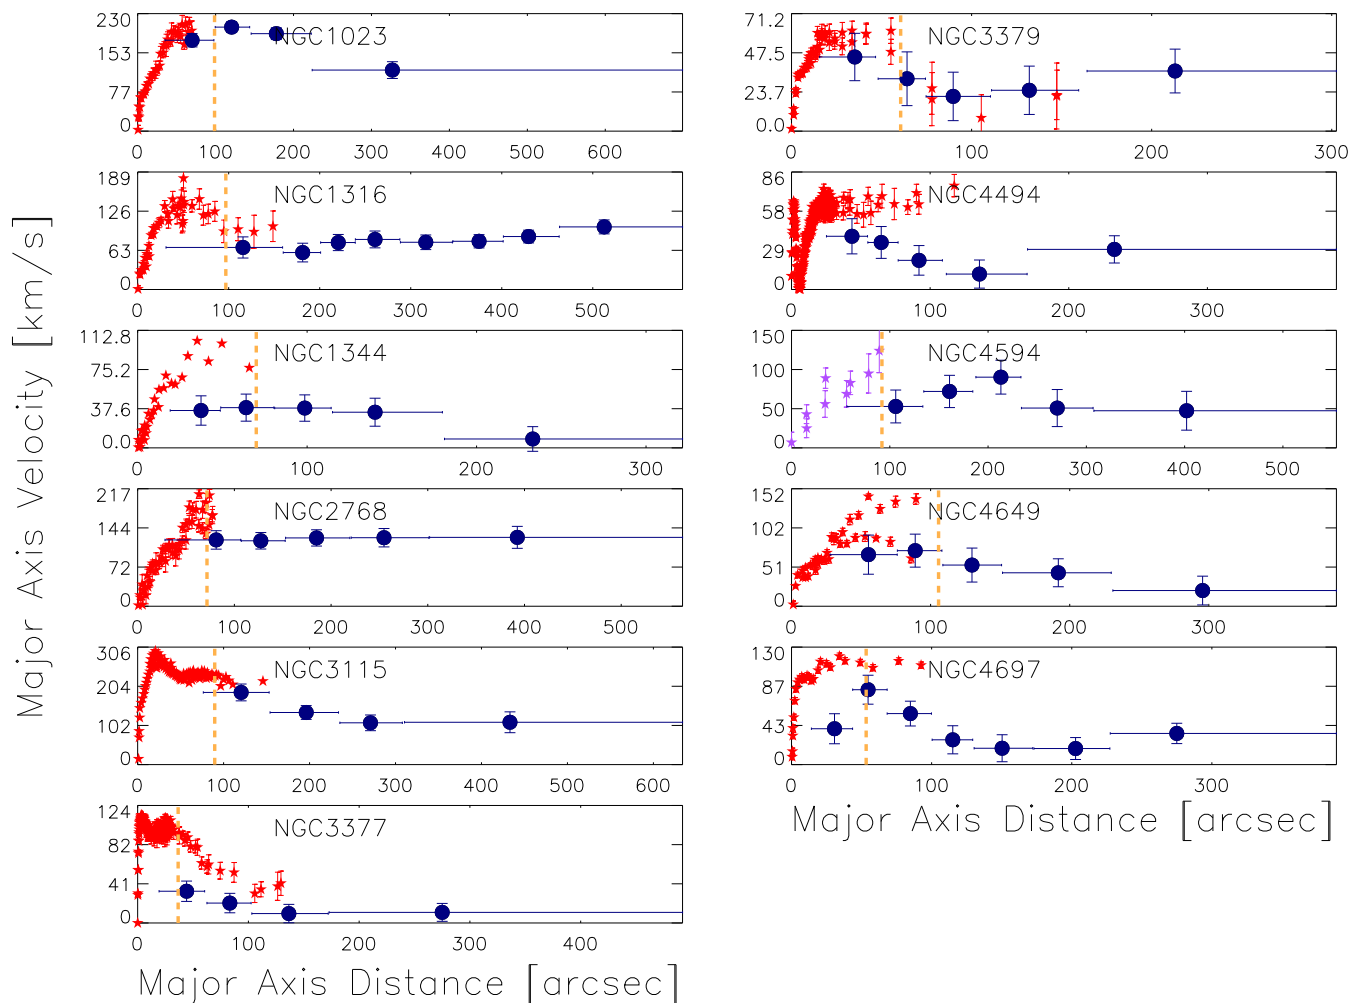 Major Axis Velocity [km/s]
230
153
77
0
NGC1023
0 100 200 300 400 500 600
189
126
63
0
NGC1316
0 100 200 300 400 500
112.8
75.2
37.6
0.0
NGC1344
0 100 200 300
217
144
72
0
NGC2768
0 100 200 300 400 500
306
204
102
0
NGC3115
0 100 200 300 400 500 600
124
82
41
0
NGC3377
0 100 200 300 400
Major Axis Distance [arcsec]
71.2
47.5
23.7
0.0
NGC3379
0 100 200 300
86
58
29
0
NGC4494
0 100 200 300
150
100
50
0
NGC4594
0 100 200 300 400 500
152
102
51
0
NGC4649
0 100 200 300
130
87
43
0
NGC4697
0 100 200 300
Major Axis Distance [arcsec]